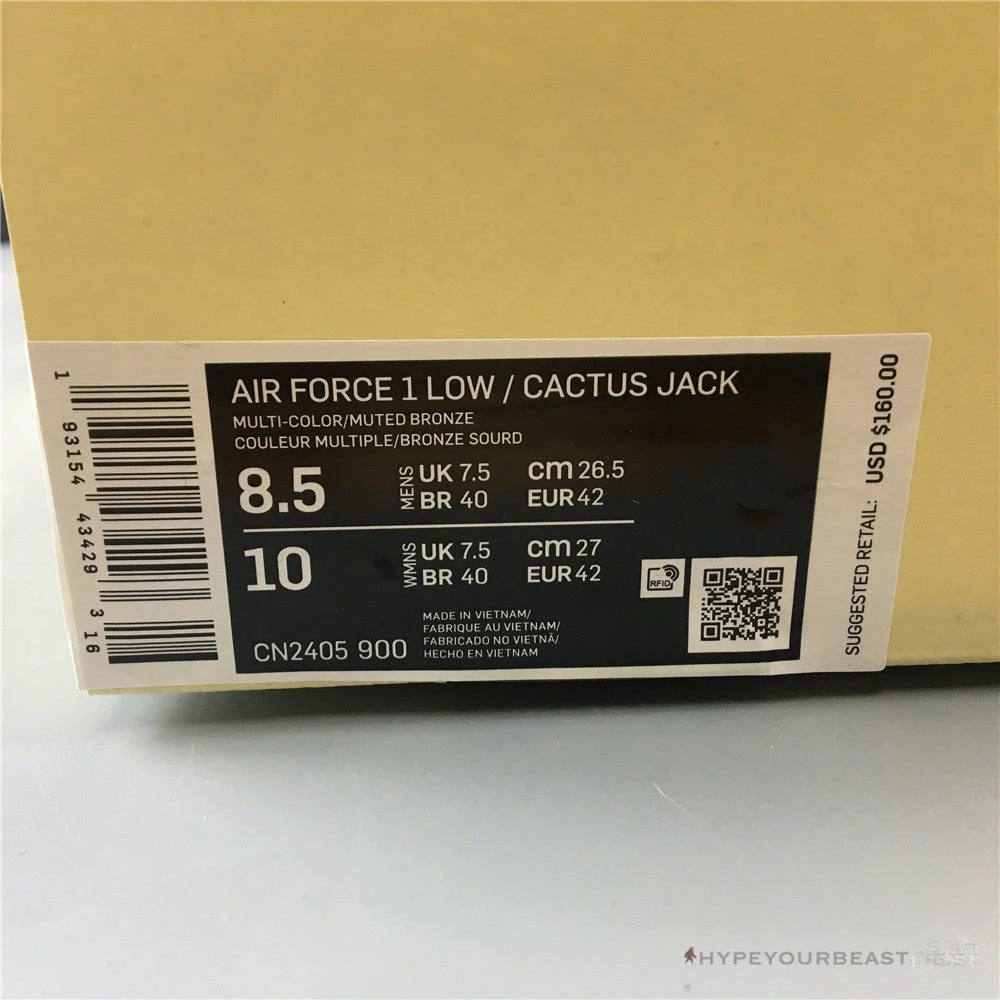 AIR FORCE 1 LOW / CACTUS JACK
MULTI-COLOR/MUTED BRONZE
COULEUR MULTIPLE/BRONZE SOURD
8.5
MENS
UK 7.5
cm 26.5
BR 40
EUR 42
10
WMNS
UK 7.5
cm 27
BR 40
EUR 42
RFID
CN2405 900
MADE IN VIETNAM/
FABRIQUE AU VIETNAM/
FABRICADO NO VIETNÃ/
HECHO EN VIETNAM
1 93154 43429 3 16
SUGGESTED RETAIL: USD $160.00
HYPEYOURBEAST